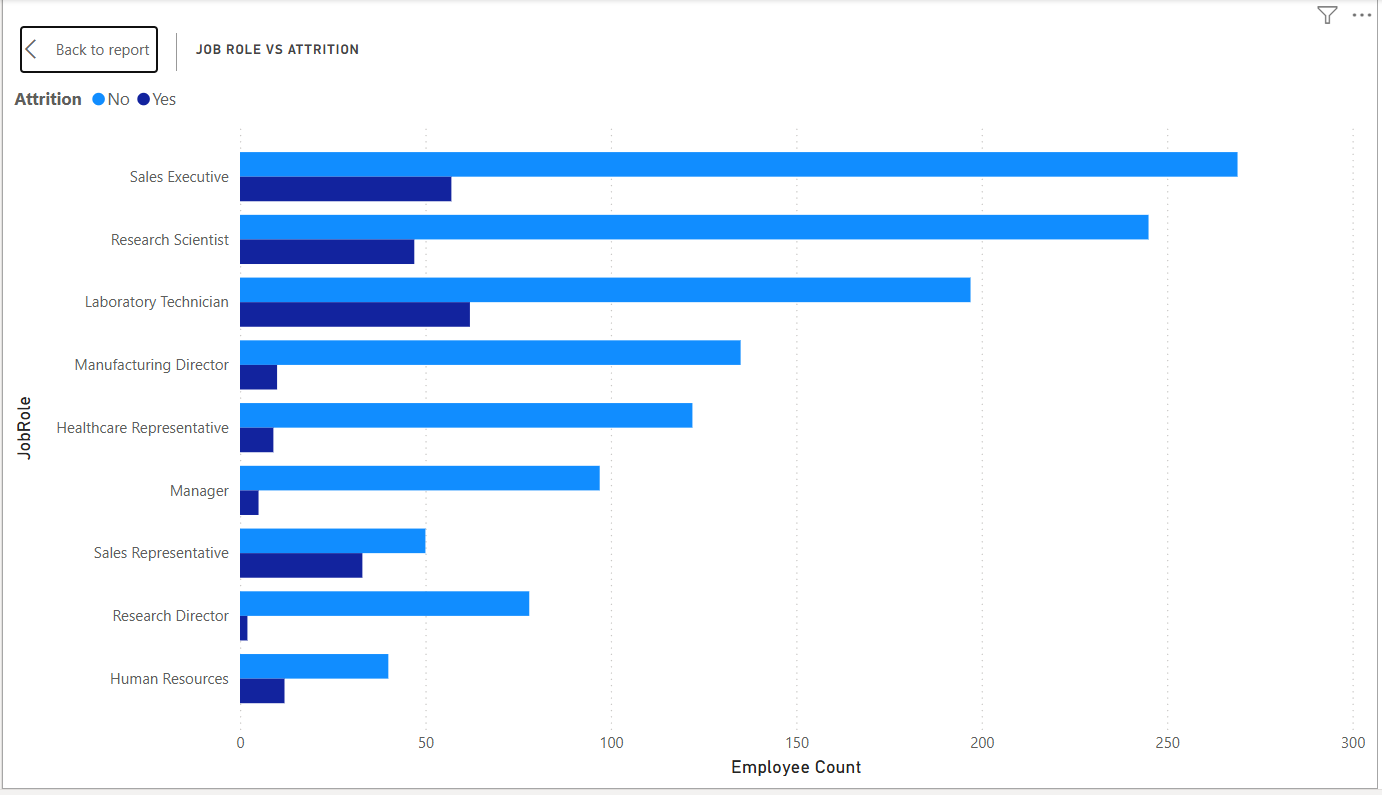 Back to report
JOB ROLE VS ATTRITION
Attrition No Yes
JobRole
Sales Executive
Research Scientist
Laboratory Technician
Manufacturing Director
Healthcare Representative
Manager
Sales Representative
Research Director
Human Resources
0 50 100 150 200 250 300
Employee Count